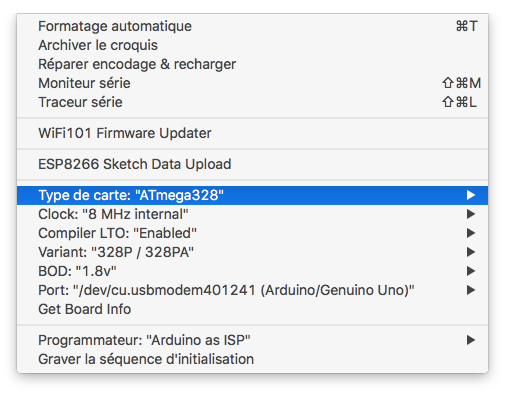 Formatage automatique ⌘T
Archiver le croquis
Réparer encodage & recharger
Moniteur série ⇧⌘M
Traceur série ⇧⌘L
WiFi101 Firmware Updater
ESP8266 Sketch Data Upload
Type de carte: "ATmega328"
Clock: "8 MHz internal"
Compiler LTO: "Enabled"
Variant: "328P / 328PA"
BOD: "1.8v"
Port: "/dev/cu.usbmodem401241 (Arduino/Genuino Uno)"
Get Board Info
Programmateur: "Arduino as ISP"
Graver la séquence d'initialisation